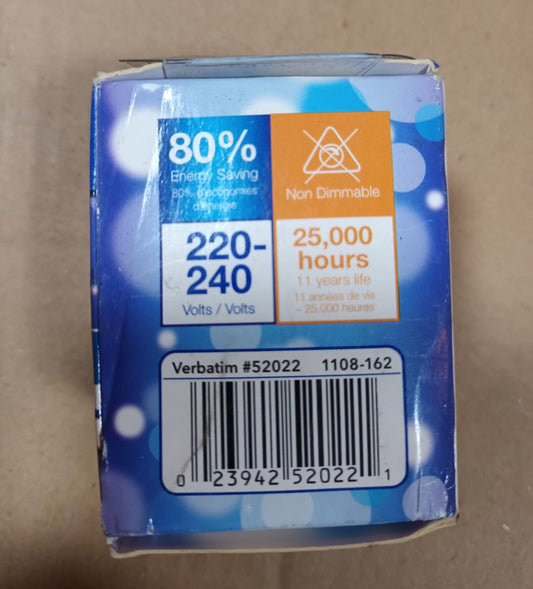 80%
Energy Saving
80% d'économies
d'énergie
Non Dimmable
220-
240
Volts / Volts
25,000
hours
11 years life
11 années de vie
~ 25.000 heures
Verbatim #52022 1108-162
0 23942 52022 1